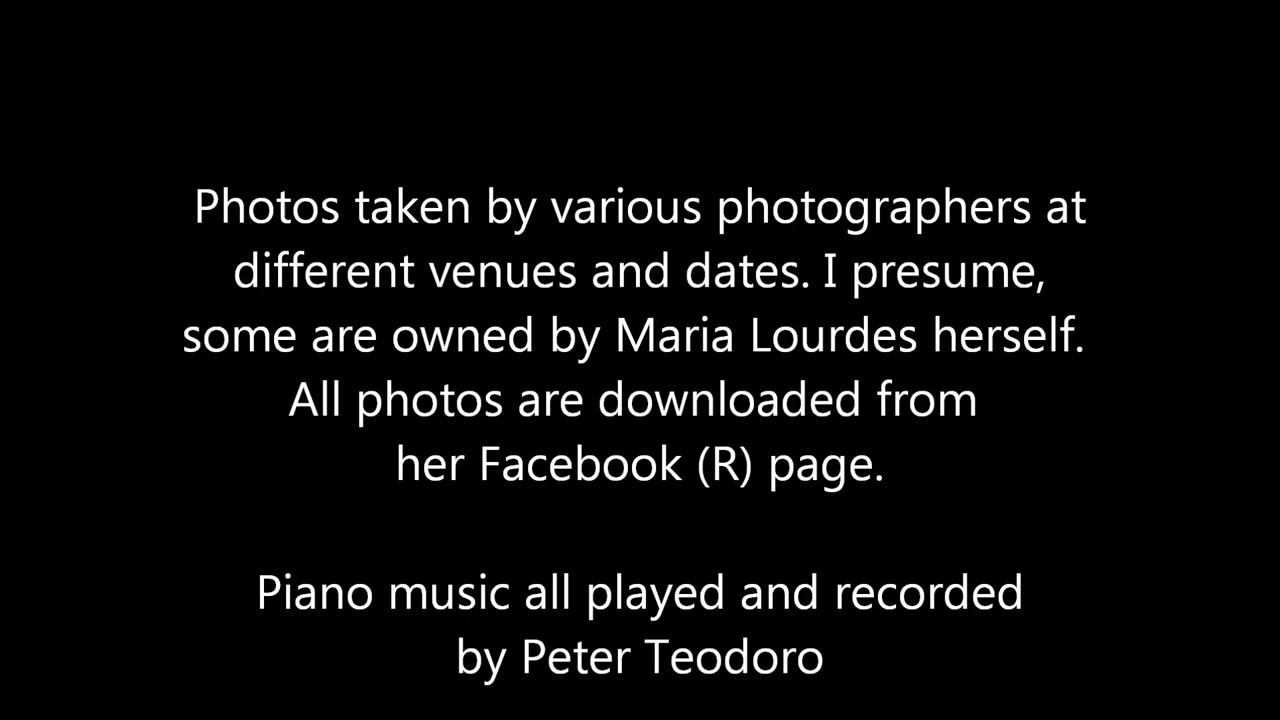 Photos taken by various photographers at
different venues and dates. I presume,
some are owned by Maria Lourdes herself.
All photos are downloaded from
her Facebook (R) page.
Piano music all played and recorded
by Peter Teodoro